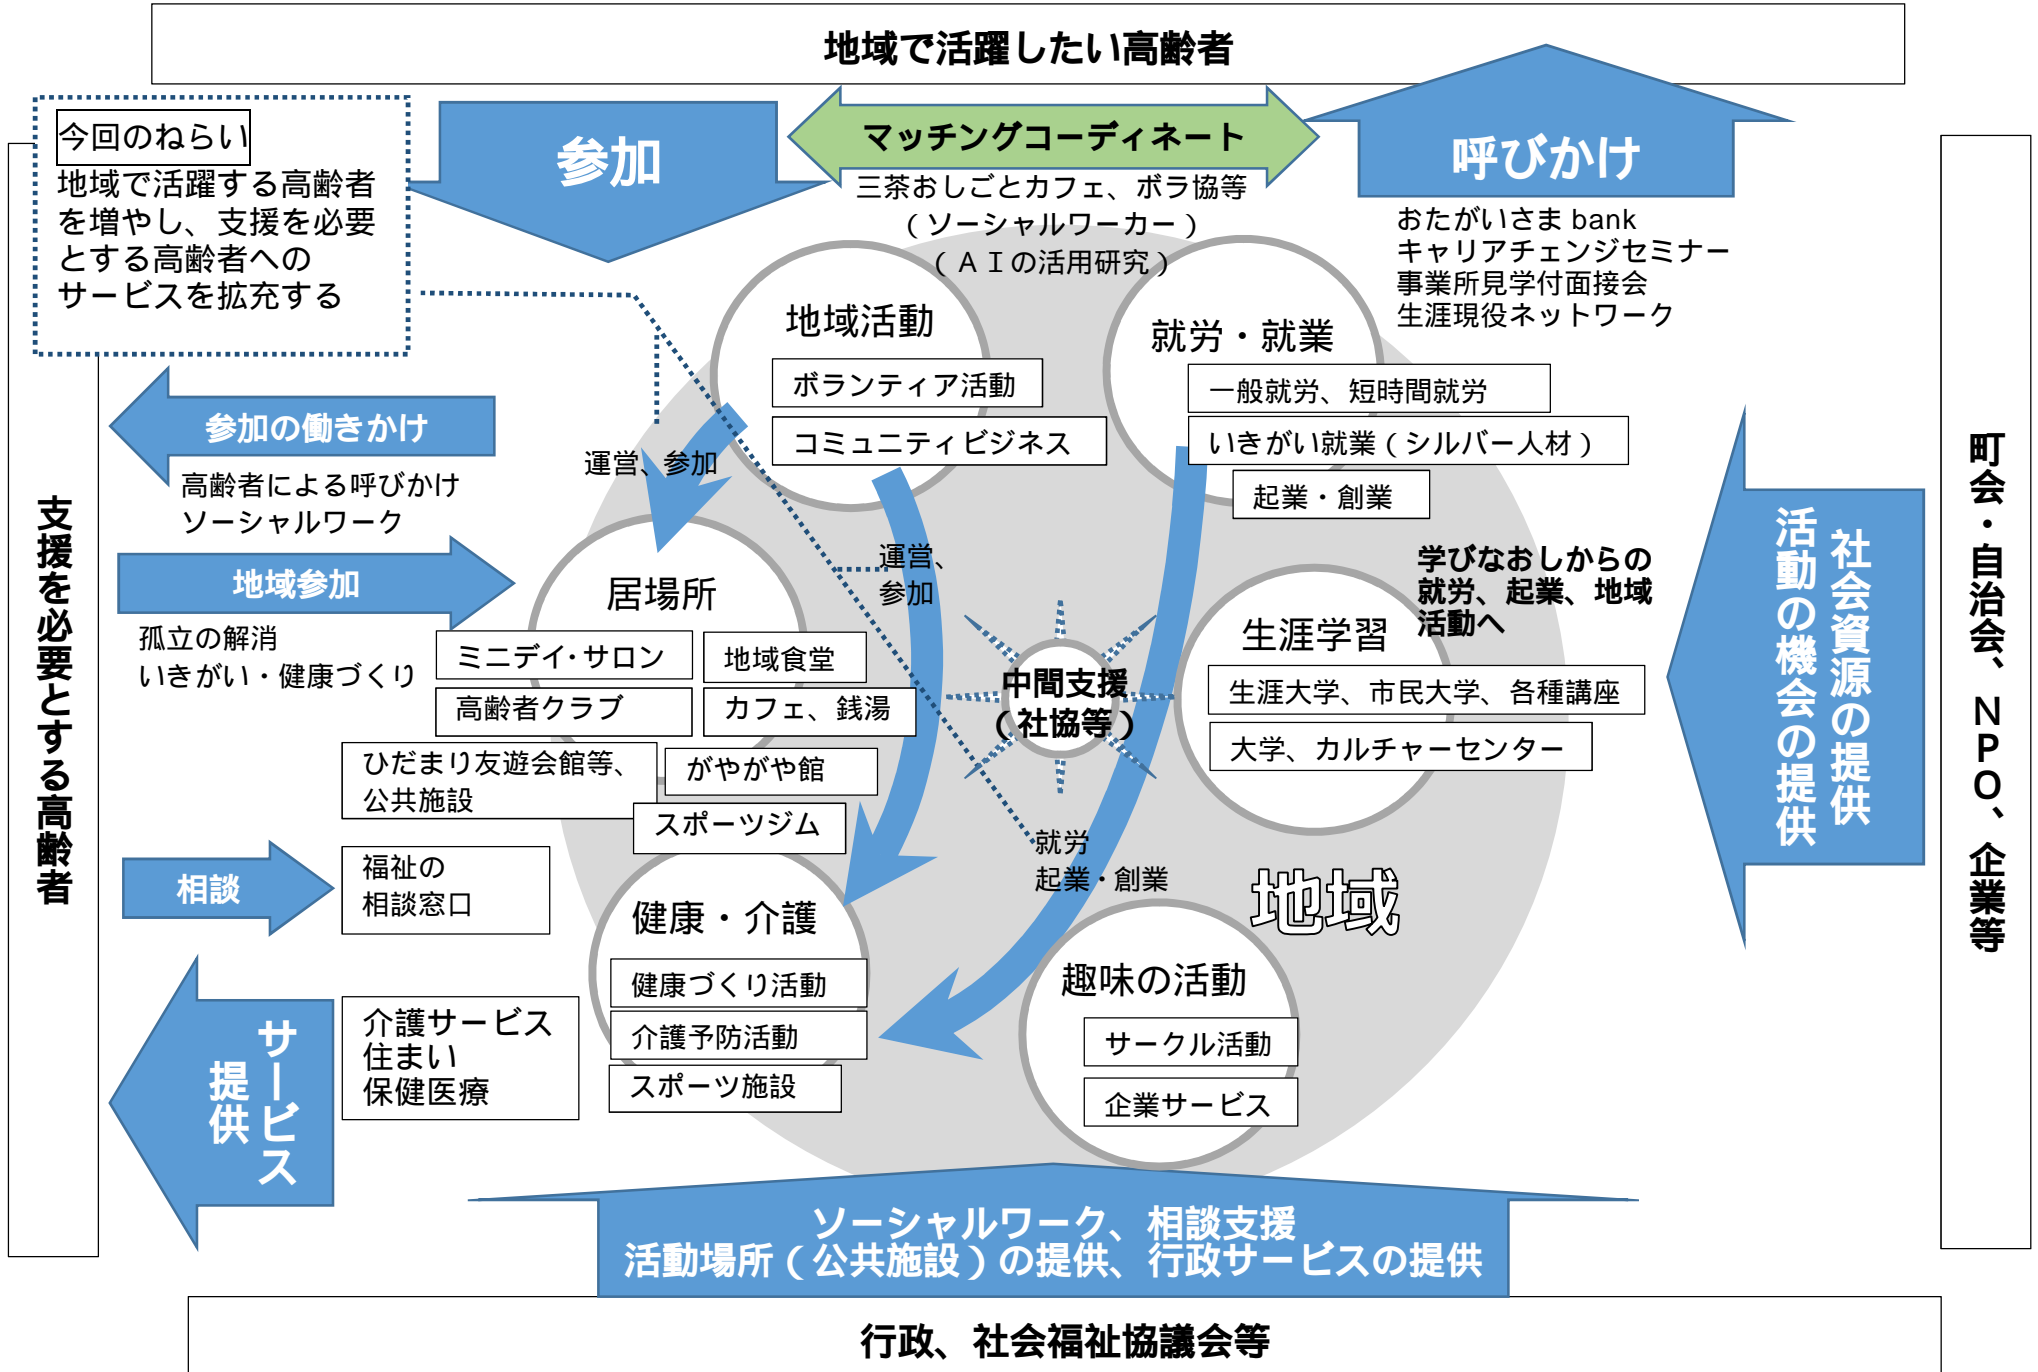 地域で活躍したい高齢者
今回のねらい
地域で活躍する高齢者
を増やし、支援を必要
とする高齢者への
サービスを拡充する
参加
マッチングコーディネート
三茶おしごとカフェ、ボラ協等
（ソーシャルワーカー）
（ＡＩの活用研究）
呼びかけ
おたがいさま bank
キャリアチェンジセミナー
事業所見学付面接会
生涯現役ネットワーク
地域活動
ボランティア活動
コミュニティビジネス
就労・就業
一般就労、短時間就労
いきがい就業（シルバー人材）
起業・創業
参加の働きかけ
高齢者による呼びかけ
ソーシャルワーク
運営、参加
地域参加
孤立の解消
いきがい・健康づくり
居場所
ミニデイ・サロン
地域食堂
高齢者クラブ
カフェ、銭湯
ひだまり友遊会館等、
公共施設
がやがや館
スポーツジム
運営、
参加
中間支援
（社協等）
学びなおしからの
就労、起業、地域
活動へ
生涯学習
生涯大学、市民大学、各種講座
大学、カルチャーセンター
社会資源の提供
活動の機会の提供
町会・自治会、ＮＰＯ、企業等
支援を必要とする高齢者
相談
福祉の
相談窓口
就労
起業・創業
地域
健康・介護
健康づくり活動
介護予防活動
スポーツ施設
趣味の活動
サークル活動
企業サービス
サービス
提供
介護サービス
住まい
保健医療
ソーシャルワーク、相談支援
活動場所（公共施設）の提供、行政サービスの提供
行政、社会福祉協議会等